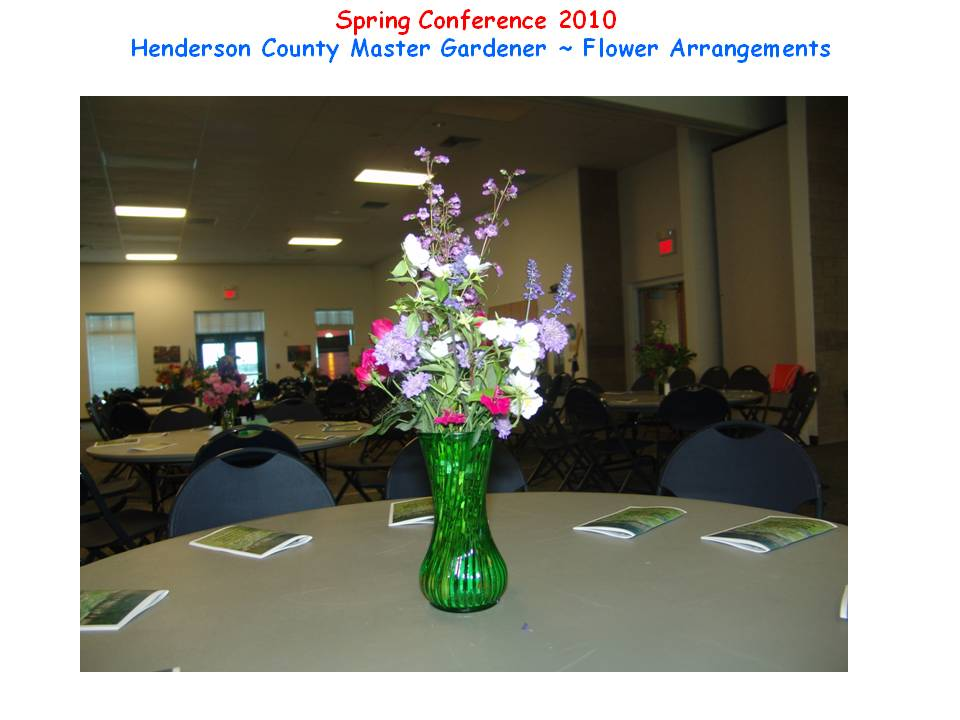 Spring Conference 2010
Henderson County Master Gardener ~ Flower Arrangements